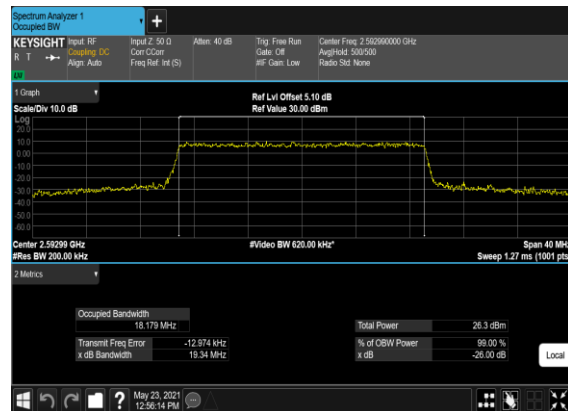 Spectrum Analyzer 1
Occupied BW
+
KEYSIGHT
R T
LW
Input: RF
Coupling: DC
Align: Auto
Input Z: 50 Ω
Corr CCorr
Freq Ref: Int (S)
Atten: 40 dB
Trig: Free Run
Gate: Off
#IF Gain: Low
Center Freq: 2.592990000 GHz
Avg|Hold: 500/500
Radio Std: None
1 Graph
Scale/Div 10.0 dB
Ref Lvl Offset 5.10 dB
Ref Value 30.00 dBm
Log
20.0
10.0
0.00
-10.0
-20.0
-30.0
-40.0
-50.0
-60.0
Center 2.59299 GHz
#Res BW 200.00 kHz
#Video BW 620.00 kHz*
Span 40 MHz
Sweep 1.27 ms (1001 pts)
2 Metrics
Occupied Bandwidth
18.179 MHz
Total Power 26.3 dBm
Transmit Freq Error -12.974 kHz
% of OBW Power 99.00 %
x dB Bandwidth 19.34 MHz
x dB -26.00 dB
Local
?
May 23, 2021
12:56:14 PM